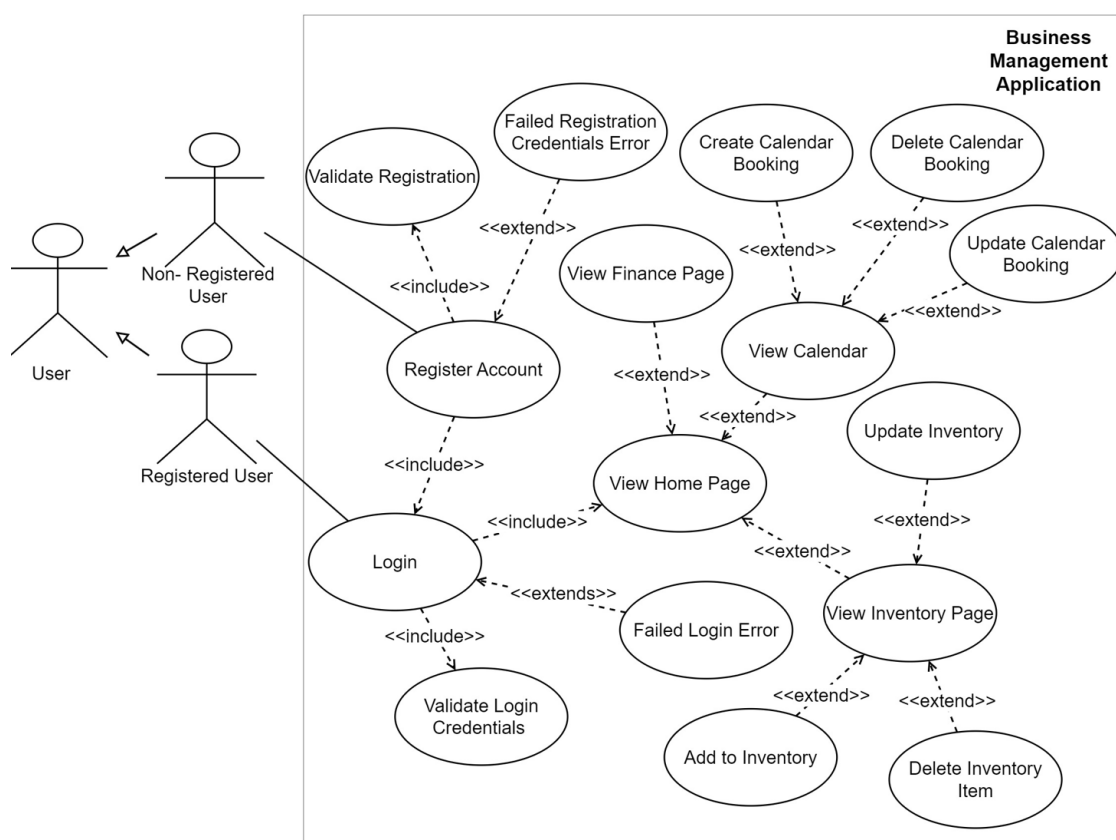 Business
Management
Application
Failed Registration
Credentials Error
Create Calendar
Booking
Delete Calendar
Booking
Validate Registration
<<extend>>
<<extend>>
<<extend>>
Update Calendar
Booking
Non- Registered
User
<<include>>
View Finance Page
<<extend>>
User
Register Account
View Calendar
<<extend>>
<<extend>>
Update Inventory
Registered User
<<include>>
View Home Page
<<include>>
<<extend>>
<<extend>>
Login
<<extends>>
View Inventory Page
<<include>>
Failed Login Error
Validate Login
Credentials
<<extend>>
<<extend>>
Add to Inventory
Delete Inventory
Item